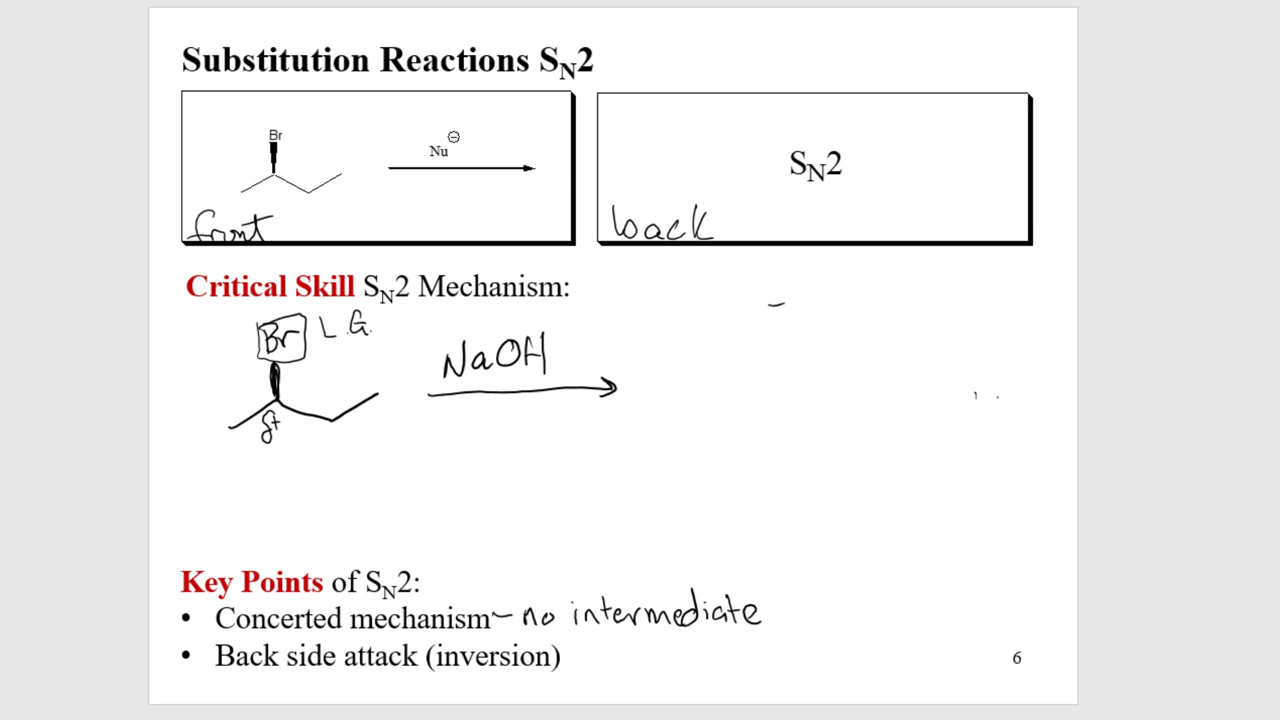 Substitution Reactions SN2
Br
Nu ⊖
front
SN2
back
Critical Skill SN2 Mechanism:
Br L.G.
NaOH
δ+
Key Points of SN2:
• Concerted mechanism - no intermediate
• Back side attack (inversion)
6